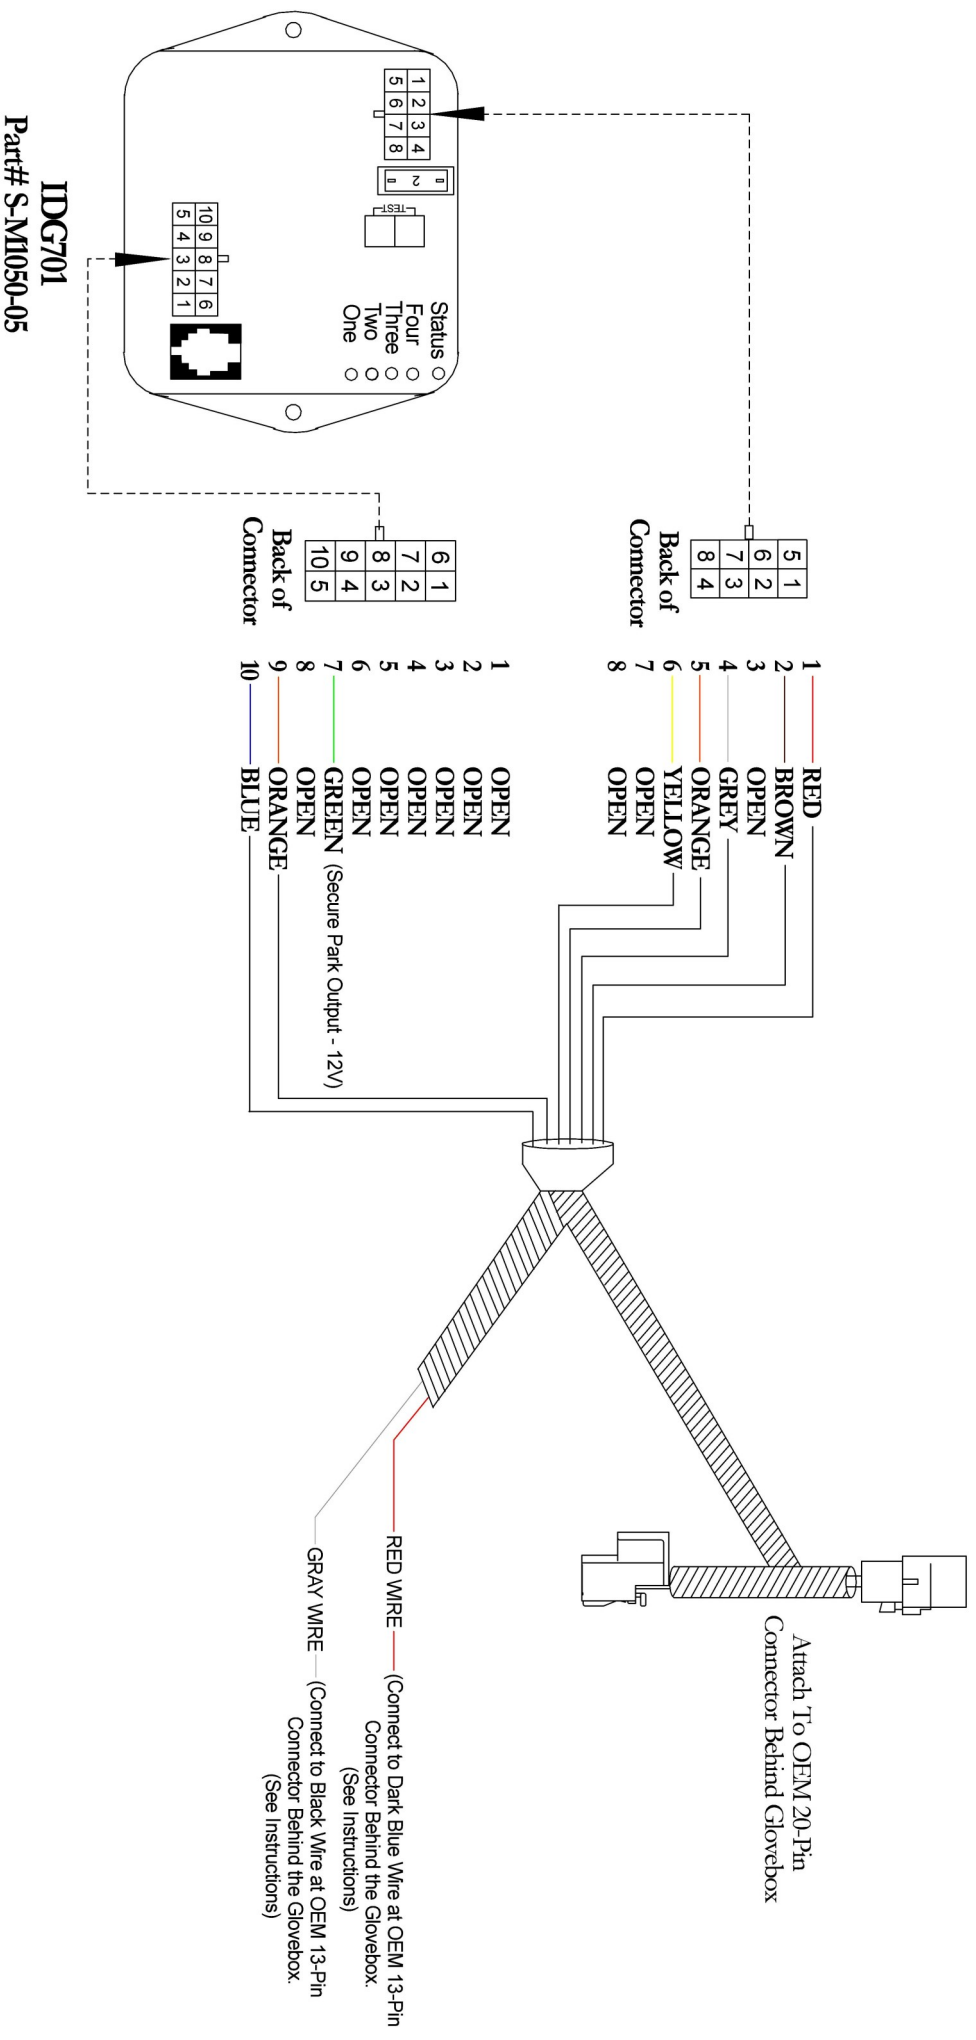 1 2 3 4
5 6 7 8
2
TEST
Status
Four
Three
Two
One
10 9 8 7 6
5 4 3 2 1
IDG701
Part# S-M1050-05
5 1
6 2
7 3
8 4
Back of
Connector
1 RED
2 BROWN
3 OPEN
4 GREY
5 ORANGE
6 YELLOW
7 OPEN
8 OPEN
6 1
7 2
8 3
9 4
10 5
Back of
Connector
1 OPEN
2 OPEN
3 OPEN
4 OPEN
5 OPEN
6 OPEN
7 GREEN (Secure Park Output - 12V)
8 OPEN
9 ORANGE
10 BLUE
Attach To OEM 20-Pin
Connector Behind Glovebox
RED WIRE (Connect to Dark Blue Wire at OEM 13-Pin
Connector Behind the Glovebox.
(See Instructions)
GRAY WIRE (Connect to Black Wire at OEM 13-Pin
Connector Behind the Glovebox.
(See Instructions)